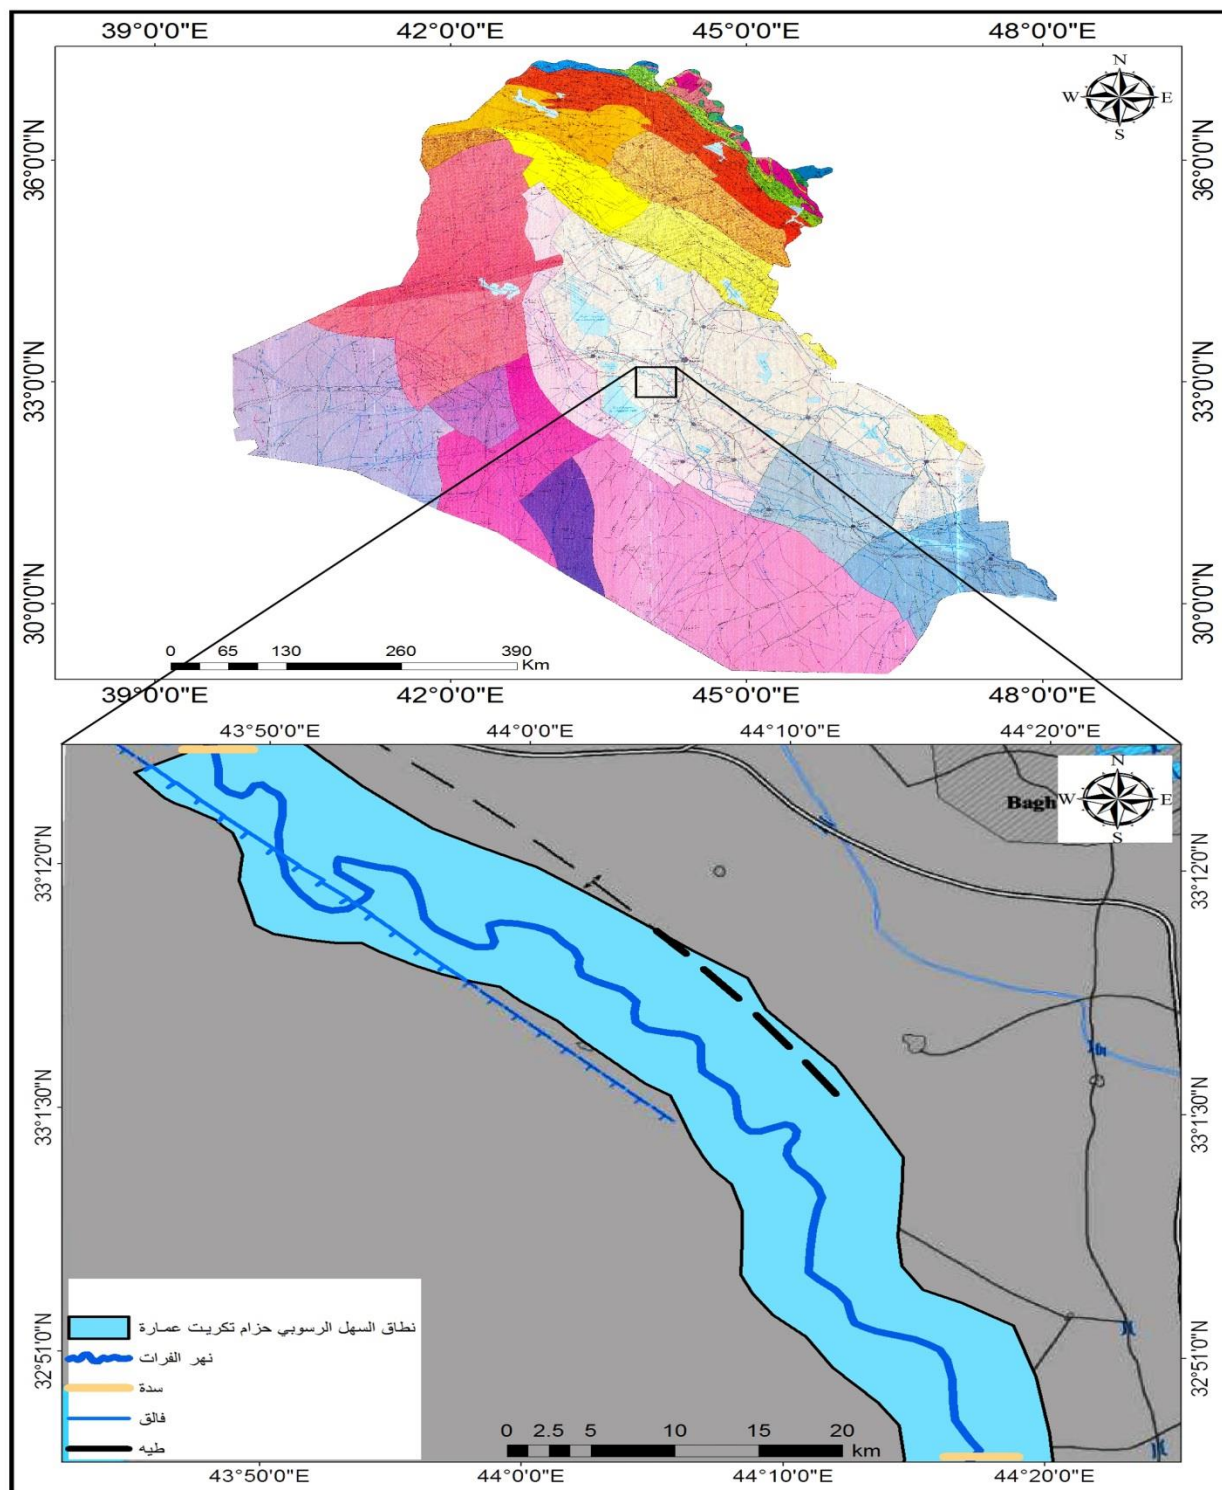 39°0'0"E 42°0'0"E 45°0'0"E 48°0'0"E
N
W E
S
36°0'0"N 36°0'0"N
33°0'0"N 33°0'0"N
30°0'0"N 30°0'0"N
0 65 130 260 390
Km
39°0'0"E 42°0'0"E 45°0'0"E 48°0'0"E
43°50'0"E 44°0'0"E 44°10'0"E 44°20'0"E
N
Bagh W E
S
33°12'0"N 33°12'0"N
33°1'30"N 33°1'30"N
32°51'0"N 32°51'0"N
نطاق السهل الرسوبي حزام تكريت عمارة
نهر الفرات
سدة
فالق
طيه
0 2.5 5 10 15 20
km
43°50'0"E 44°0'0"E 44°10'0"E 44°20'0"E